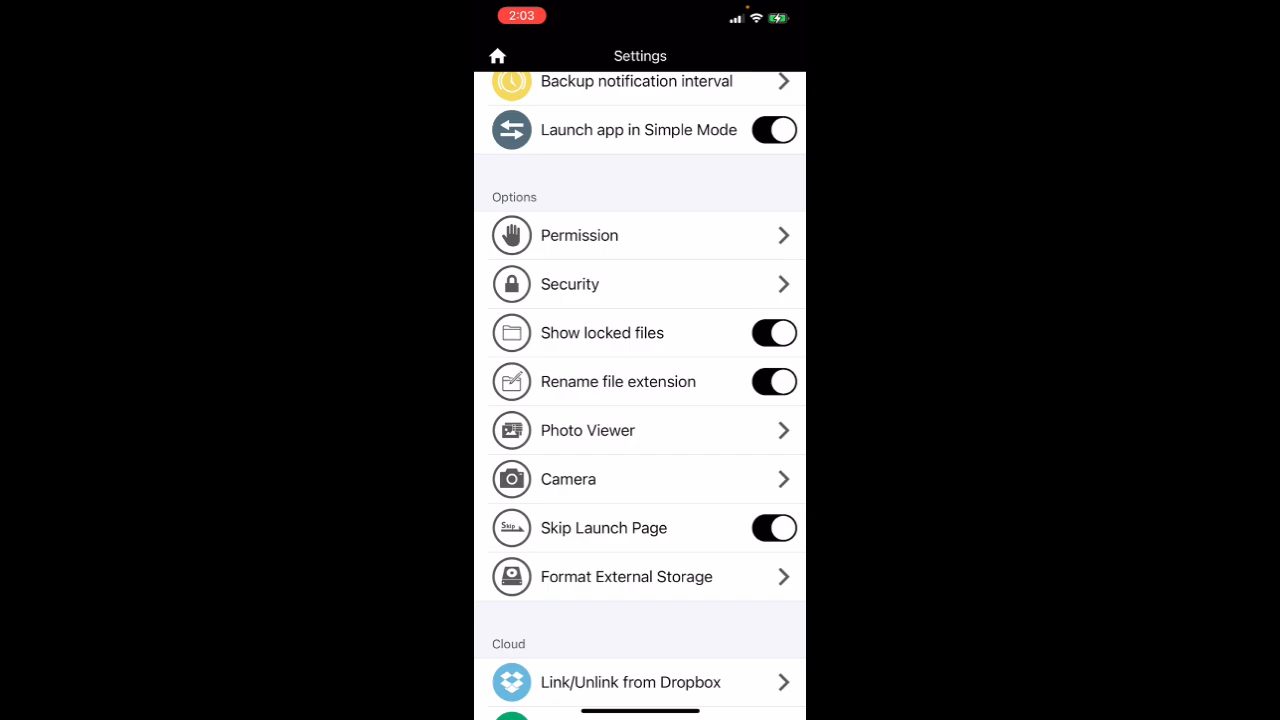 2:03
Settings
Backup notification interval
Launch app in Simple Mode
Options
Permission
Security
Show locked files
Rename file extension
Photo Viewer
Camera
Skip
Skip Launch Page
Format External Storage
Cloud
Link/Unlink from Dropbox